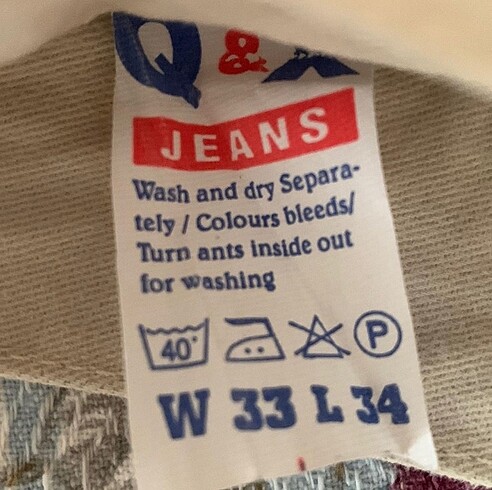 Q & A
JEANS
Wash and dry Separa-
tely / Colours bleeds/
Turn ants inside out
for washing
40°
P
W 33 L 34